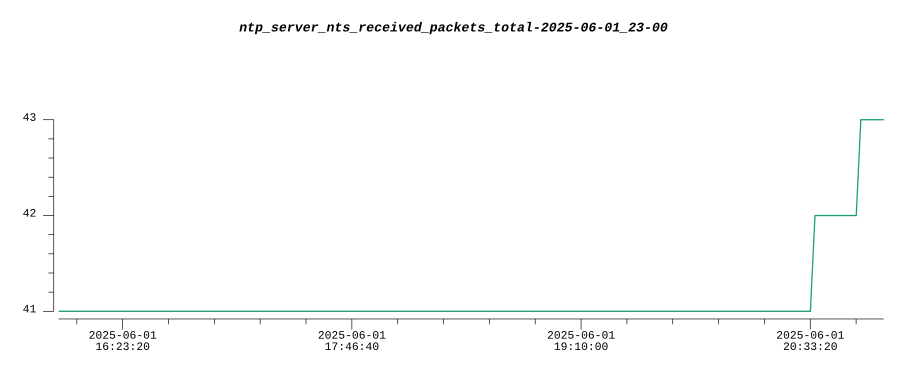 ntp_server_nts_received_packets_total-2025-06-01_23-00
43
42
41
2025-06-01 2025-06-01 2025-06-01 2025-06-01
16:23:20 17:46:40 19:10:00 20:33:20